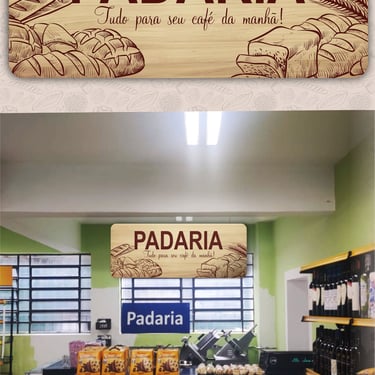 PADARIA
Tudo para seu café da manhã!
PADARIA
Tudo para seu café da manhã!
Padaria